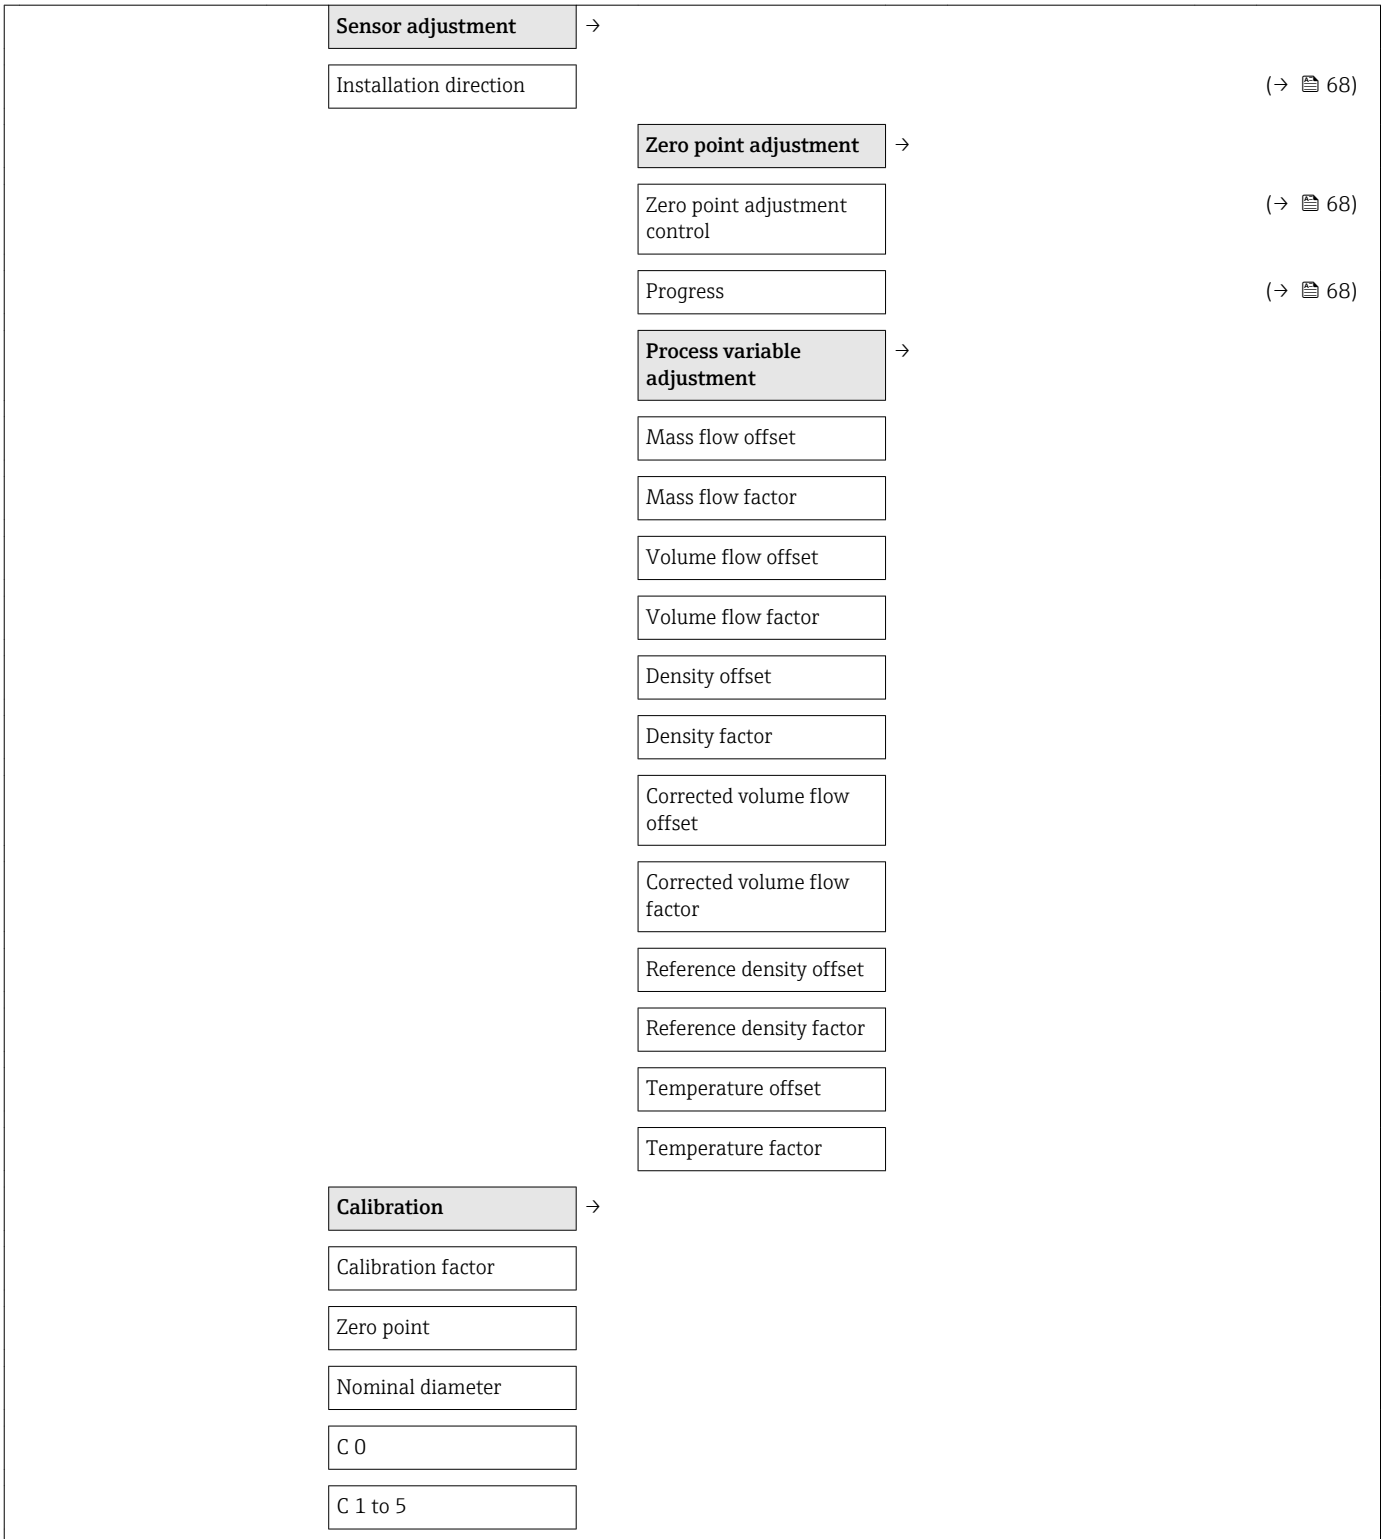 Sensor adjustment →
Installation direction (→ 68)
Zero point adjustment →
Zero point adjustment (→ 68)
control
Progress (→ 68)
Process variable →
adjustment
Mass flow offset
Mass flow factor
Volume flow offset
Volume flow factor
Density offset
Density factor
Corrected volume flow
offset
Corrected volume flow
factor
Reference density offset
Reference density factor
Temperature offset
Temperature factor
Calibration →
Calibration factor
Zero point
Nominal diameter
C 0
C 1 to 5